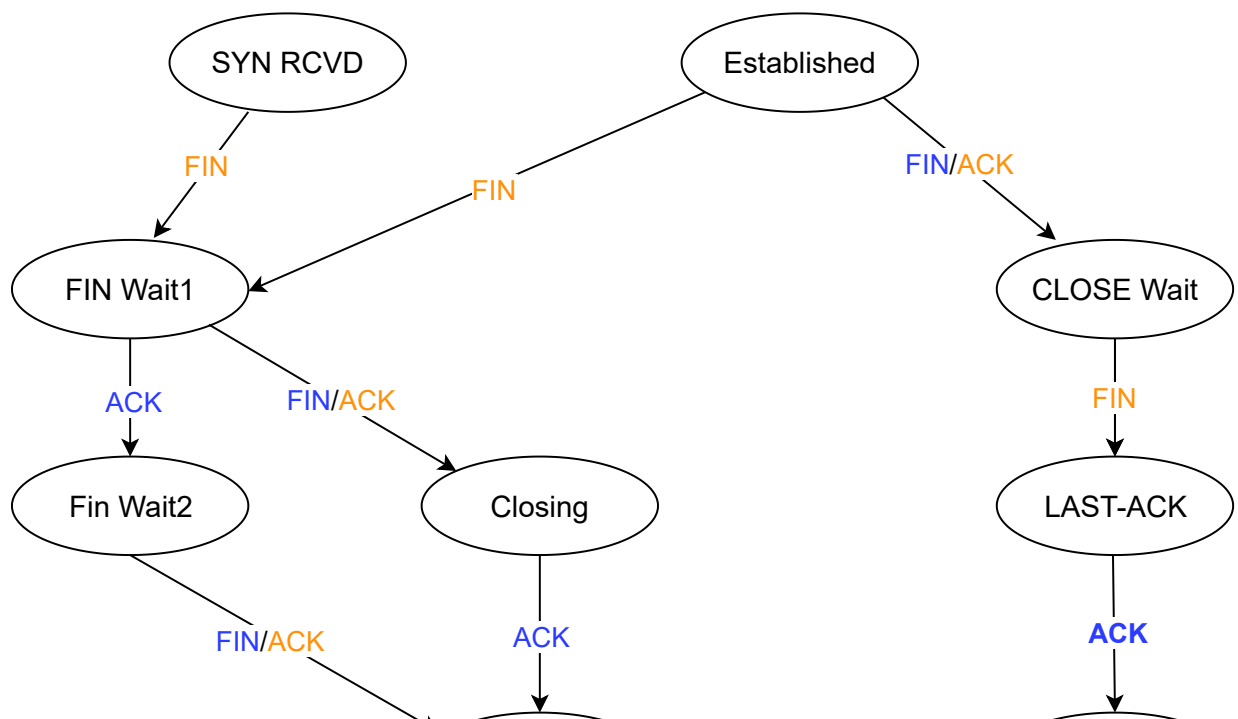 SYN RCVD
Established
FIN
FIN
FIN/ACK
FIN Wait1
CLOSE Wait
ACK
FIN/ACK
FIN
Fin Wait2
Closing
LAST-ACK
FIN/ACK
ACK
ACK